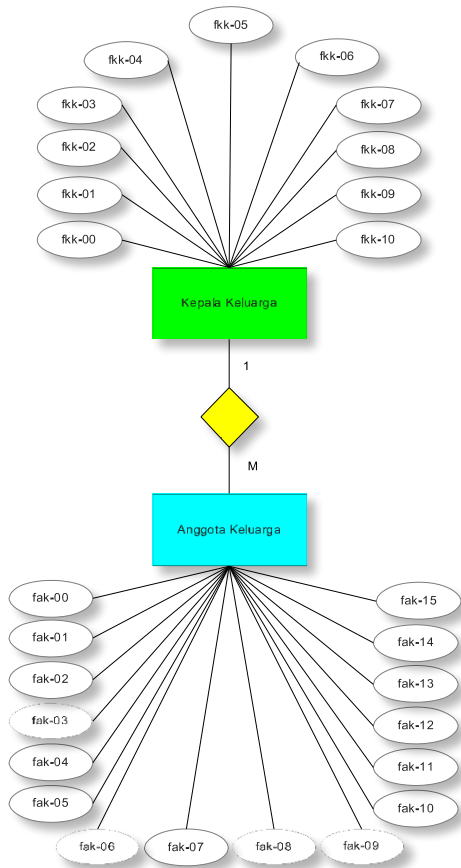 fkk-05
fkk-04
fkk-06
fkk-03
fkk-07
fkk-02
fkk-08
fkk-01
fkk-09
fkk-00
fkk-10
Kepala Keluarga
1
M
Anggota Keluarga
fak-00
fak-15
fak-01
fak-14
fak-02
fak-13
fak-03
fak-12
fak-04
fak-11
fak-05
fak-10
fak-06
fak-07
fak-08
fak-09